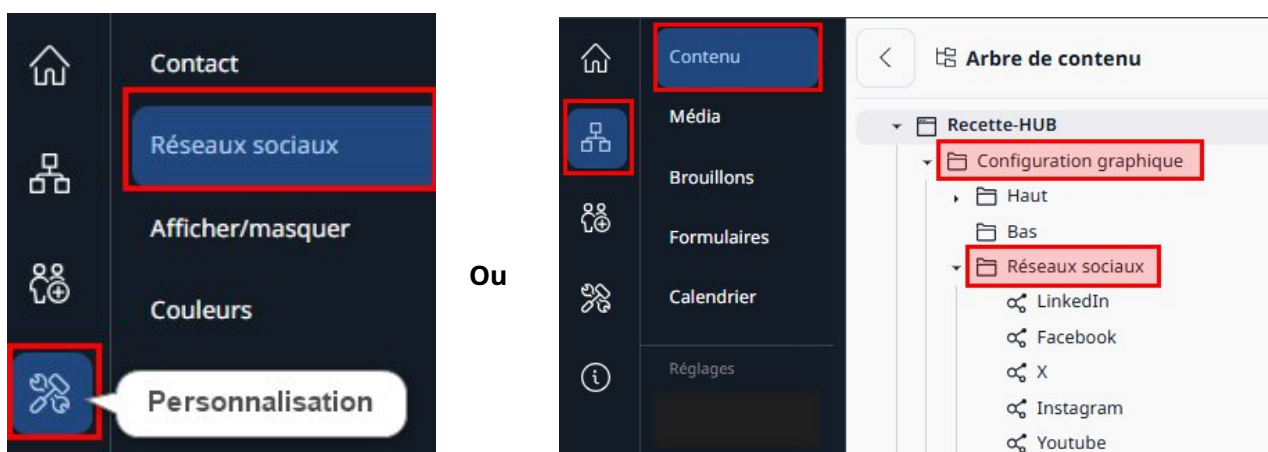 Contact
Réseaux sociaux
Afficher/masquer
Couleurs
Personnalisation
Ou
Contenu
Média
Brouillons
Formulaires
Calendrier
Réglages
Arbre de contenu
Recette-HUB
Configuration graphique
Haut
Bas
Réseaux sociaux
LinkedIn
Facebook
X
Instagram
Youtube